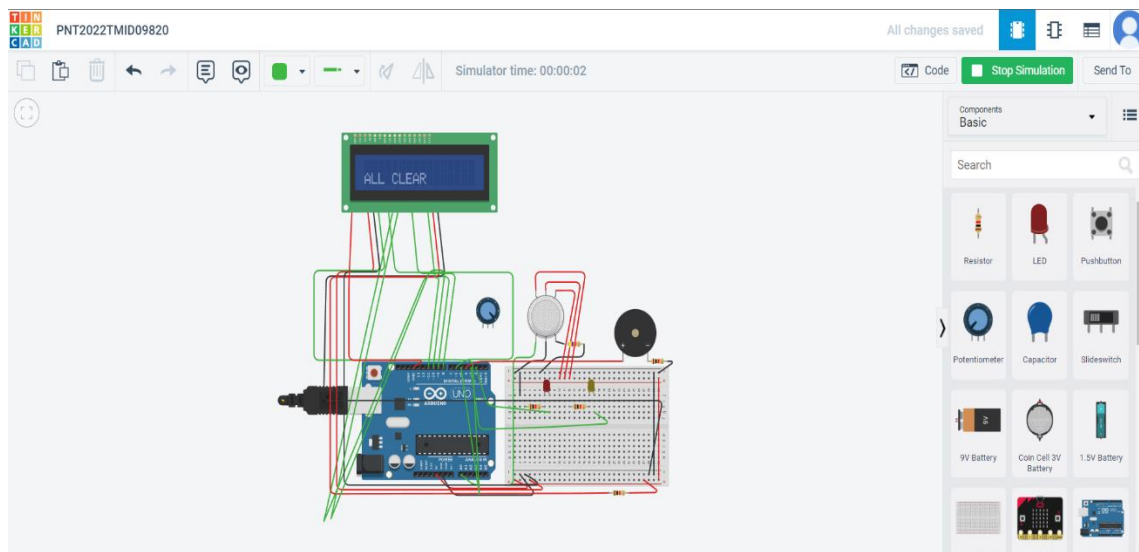 TIN
KER
CAD
PNT2022TMID09820
All changes saved
Simulator time: 00:00:02
Code
Stop Simulation
Send To
Components
Basic
Search
Resistor
LED
Pushbutton
Potentiometer
Capacitor
Slideswitch
9V
9V Battery
Coin Cell 3V
Battery
1.5V Battery
ALL CLEAR
UNO
ARDUINO
POWER